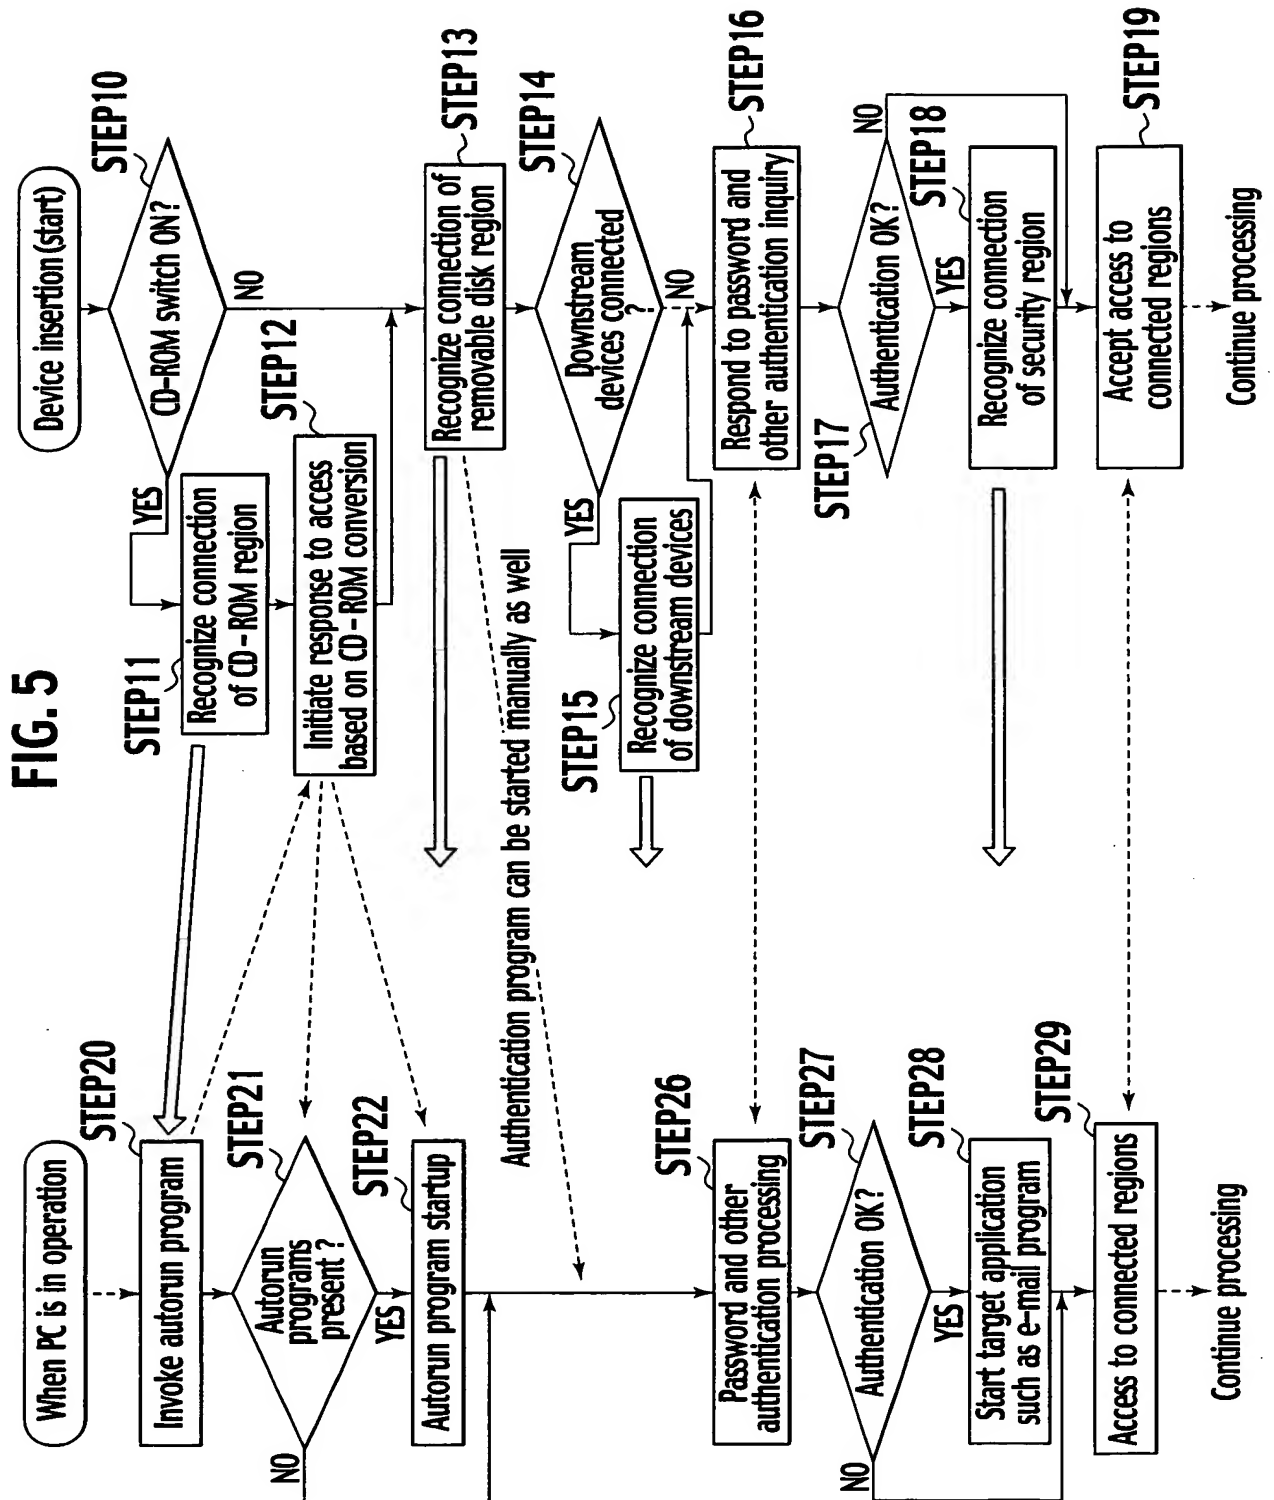 FIG. 5
When PC is in operation
STEP20
Invoke autorun program
STEP21
Autorun
programs
present ?
NO
YES
STEP22
Autorun program startup
Authentication program can be started manually as well
STEP26
Password and other
authentication processing
STEP27
Authentication OK?
NO
YES
STEP28
Start target application
such as e-mail program
STEP29
Access to connected regions
Continue processing
Device insertion (start)
STEP10
CD-ROM switch ON?
YES
NO
STEP11
Recognize connection
of CD-ROM region
STEP12
Initiate response to access
based on CD-ROM conversion
STEP13
Recognize connection of
removable disk region
STEP14
Downstream
devices connected
?
YES
NO
STEP15
Recognize connection
of downstream devices
STEP16
Respond to password and
other authentication inquiry
STEP17
Authentication OK?
NO
YES
STEP18
Recognize connection
of security region
STEP19
Accept access to
connected regions
Continue processing